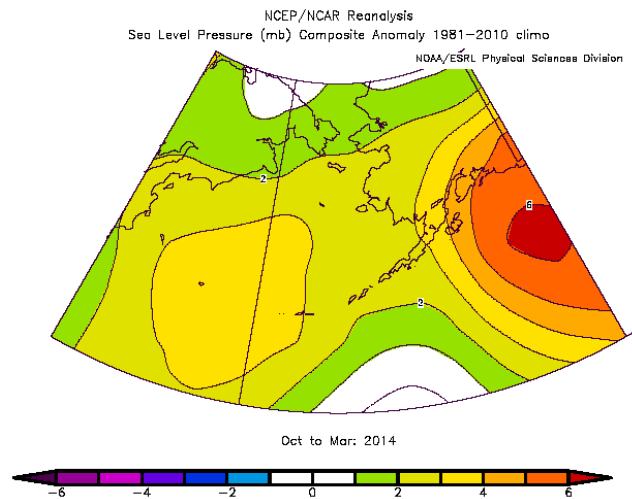 NCEP/NCAR Reanalysis
Sea Level Pressure (mb) Composite Anomaly 1981-2010 climo
NOAA/ESRL Physical Sciences Division
2
6
2
Oct to Mar: 2014
-6 -4 -2 0 2 4 6